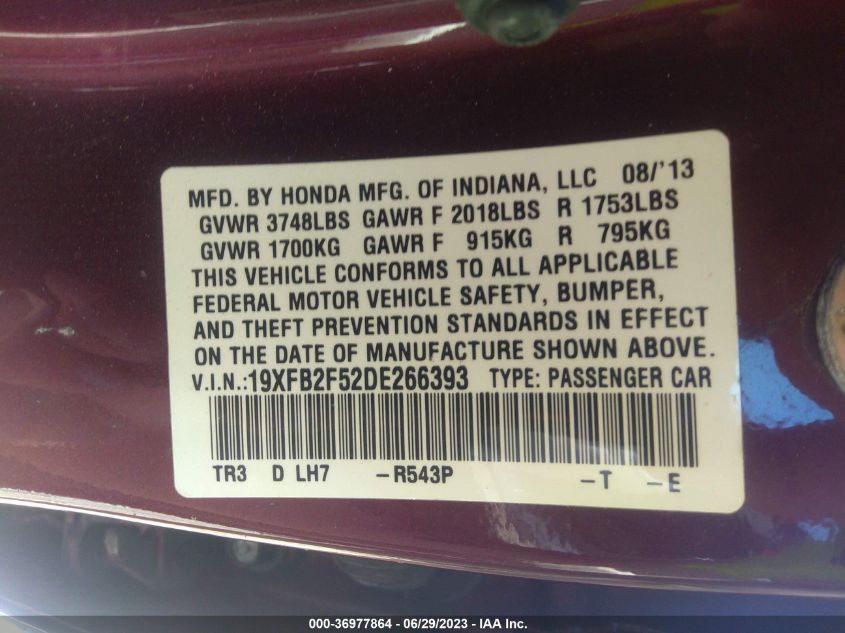 MFD. BY HONDA MFG. OF INDIANA, LLC 08/'13
GVWR 3748LBS GAWR F 2018LBS R 1753LBS
GVWR 1700KG GAWR F 915KG R 795KG
THIS VEHICLE CONFORMS TO ALL APPLICABLE
FEDERAL MOTOR VEHICLE SAFETY, BUMPER,
AND THEFT PREVENTION STANDARDS IN EFFECT
ON THE DATE OF MANUFACTURE SHOWN ABOVE.
V.I.N.:19XFB2F52DE266393 TYPE: PASSENGER CAR
TR3 D LH7 -R543P -T -E
000-36977864 - 06/29/2023 - IAA Inc.